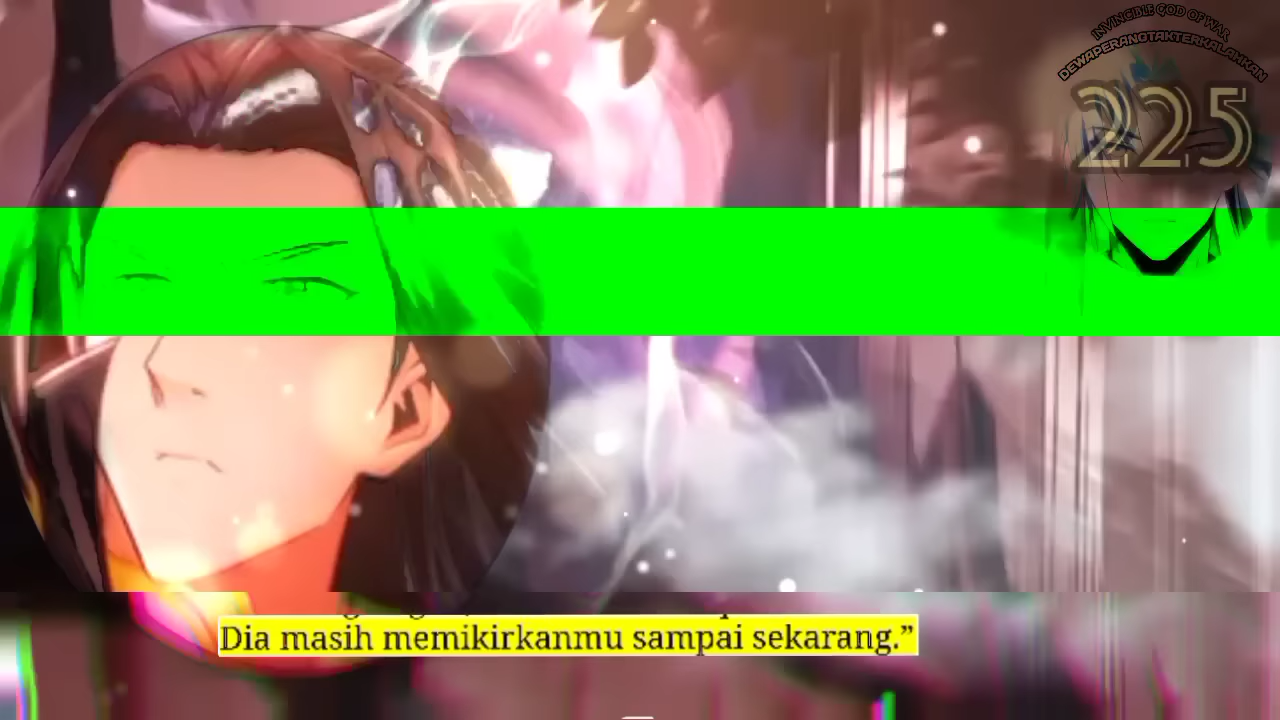 INVINCIBLE GOD OF WAR
DEWAPERANGTAKTERKALAHKAN
225
Dia masih memikirkanmu sampai sekarang.”